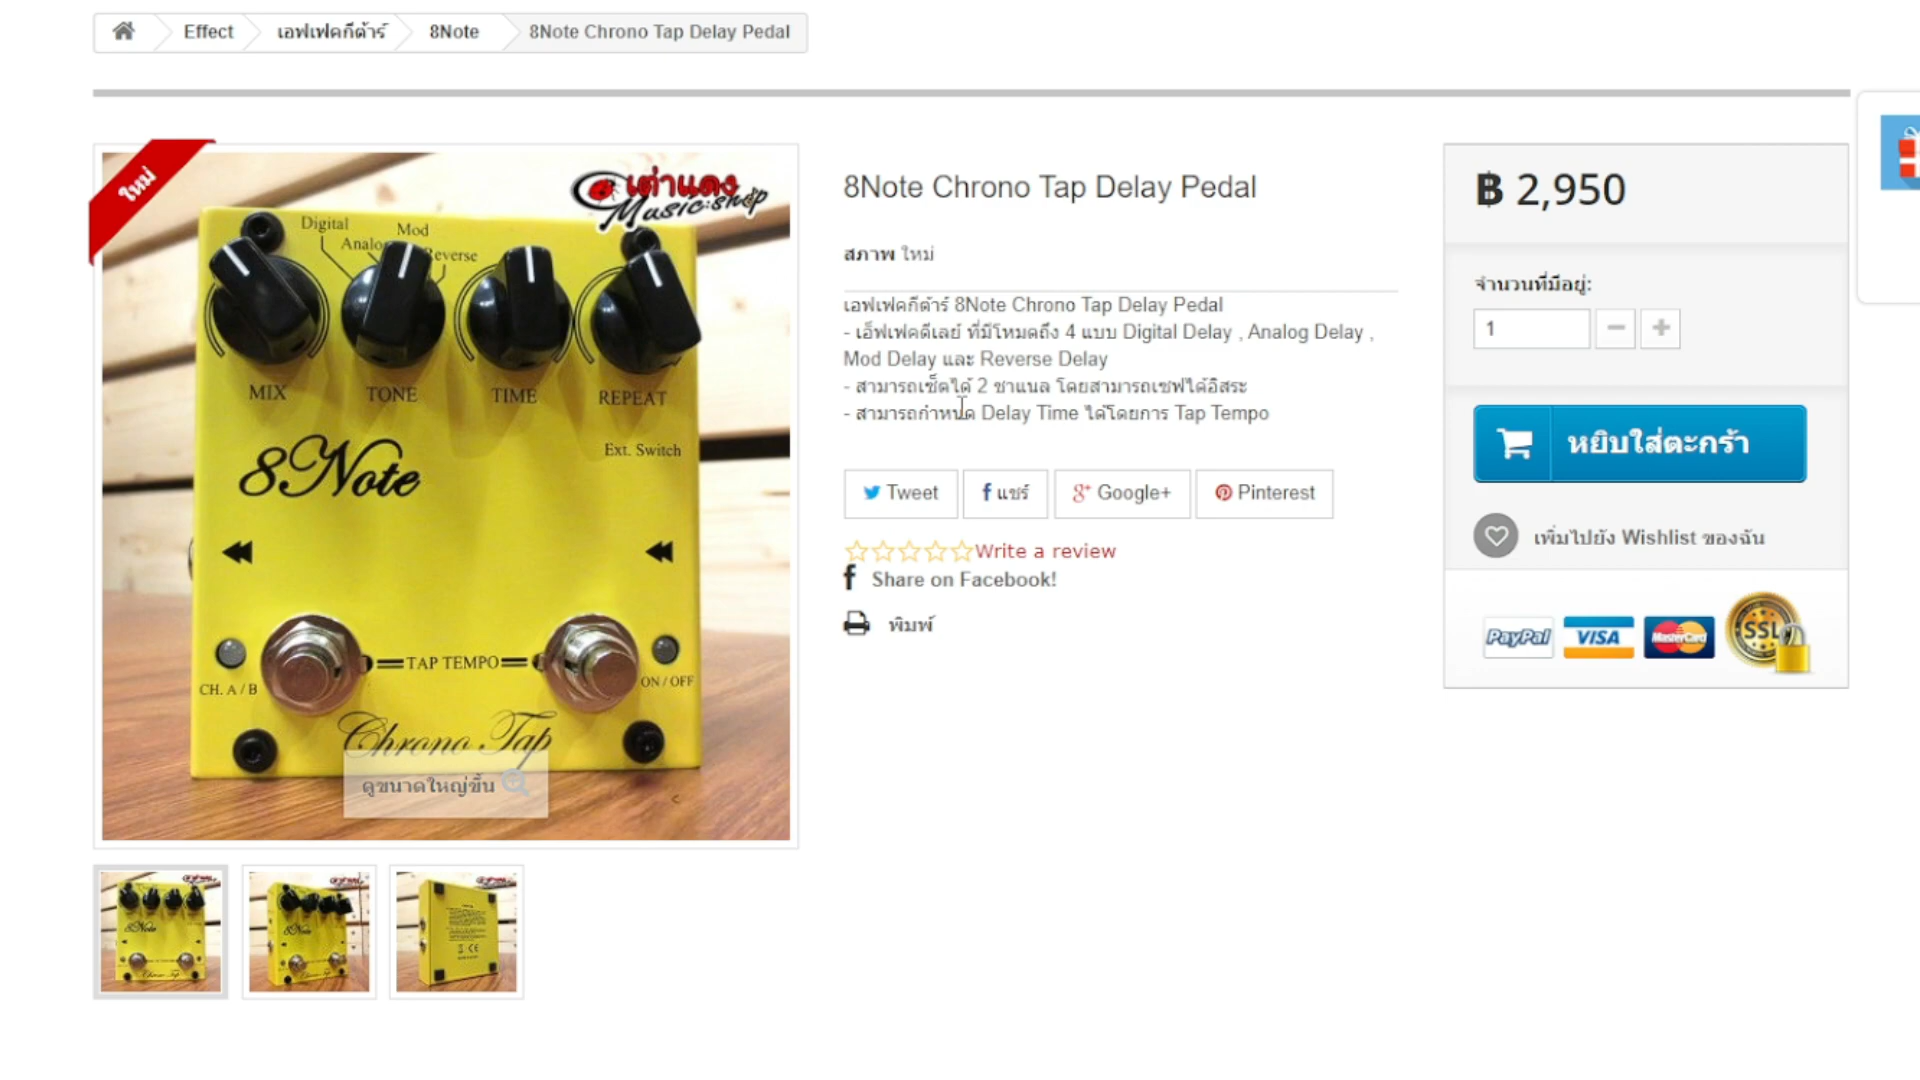 Effect
เอฟเฟคกีต้าร์
8Note
8Note Chrono Tap Delay Pedal
ใหม่
เต่าแดง
Music:shop
Digital
Mod
Analog
Reverse
MIX
TONE
TIME
REPEAT
Ext. Switch
8Note
TAP TEMPO
CH. A / B
ON / OFF
Chrono Tap
ดูขนาดใหญ่ขึ้น
8Note Chrono Tap Delay Pedal
สภาพ ใหม่
เอฟเฟคกีต้าร์ 8Note Chrono Tap Delay Pedal
- เอ็ฟเฟคดีเลย์ ที่มีโหมดถึง 4 แบบ Digital Delay , Analog Delay ,
Mod Delay และ Reverse Delay
- สามารถเซ็ตได้ 2 ชาแนล โดยสามารถเซฟได้อิสระ
- สามารถกำหนด Delay Time ได้โดยการ Tap Tempo
Tweet
แชร์
Google+
Pinterest
Write a review
Share on Facebook!
พิมพ์
฿ 2,950
จำนวนที่มีอยู่:
1
หยิบใส่ตะกร้า
เพิ่มไปยัง Wishlist ของฉัน
PayPal
VISA
MasterCard
SSL